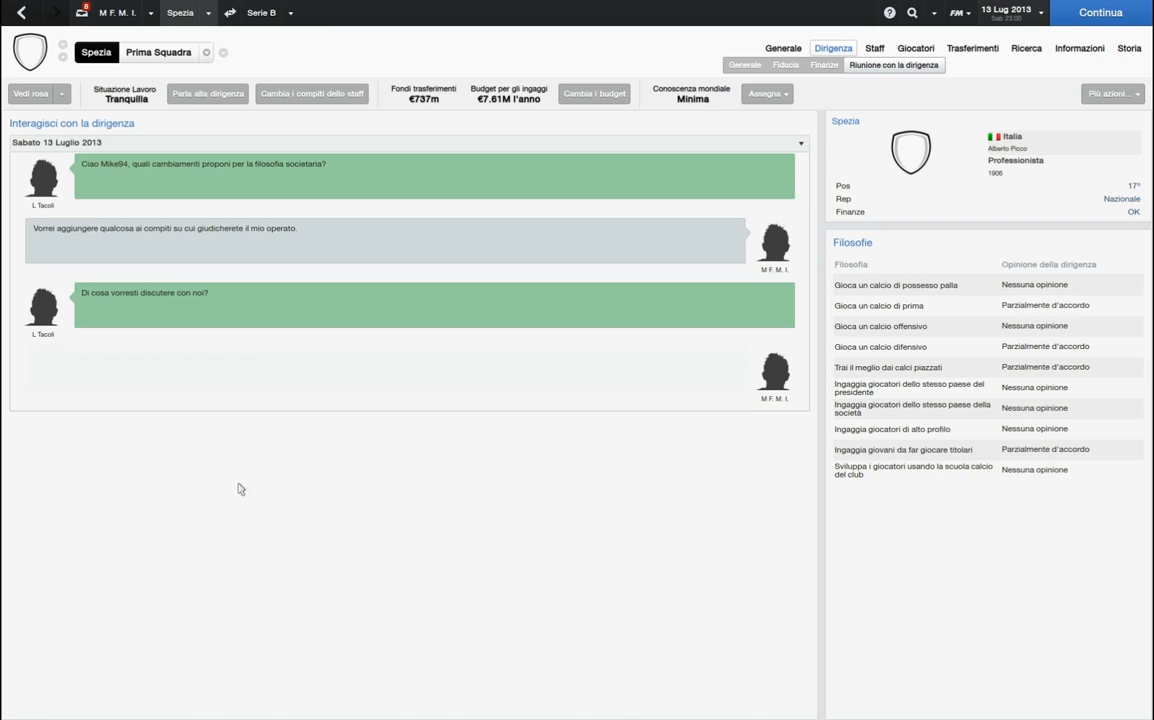 8
M F. M. I.
Spezia
Serie B
FM
13 Lug 2013
Sab 23:00
Continua
Spezia
Prima Squadra
Generale
Dirigenza
Staff
Giocatori
Trasferimenti
Ricerca
Informazioni
Storia
Generale
Fiducia
Finanze
Riunione con la dirigenza
Vedi rosa
Situazione Lavoro
Tranquilla
Parla alla dirigenza
Cambia i compiti dello staff
Fondi trasferimenti
€737m
Budget per gli ingaggi
€7.61M l'anno
Cambia i budget
Conoscenza mondiale
Minima
Assegna
Più azioni...
Interagisci con la dirigenza
Sabato 13 Luglio 2013
Ciao Mike94, quali cambiamenti proponi per la filosofia societaria?
L Tacoli
Vorrei aggiungere qualcosa ai compiti su cui giudicherete il mio operato.
M F. M. I.
Di cosa vorresti discutere con noi?
L Tacoli
M F. M. I.
Spezia
Italia
Alberto Picco
Professionista
1906
Pos 17°
Rep Nazionale
Finanze OK
Filosofie
Filosofia Opinione della dirigenza
Gioca un calcio di possesso palla Nessuna opinione
Gioca un calcio di prima Parzialmente d'accordo
Gioca un calcio offensivo Nessuna opinione
Gioca un calcio difensivo Parzialmente d'accordo
Trai il meglio dai calci piazzati Parzialmente d'accordo
Ingaggia giocatori dello stesso paese del
presidente Nessuna opinione
Ingaggia giocatori dello stesso paese della
società Nessuna opinione
Ingaggia giocatori di alto profilo Nessuna opinione
Ingaggia giovani da far giocare titolari Parzialmente d'accordo
Sviluppa i giocatori usando la scuola calcio
del club Nessuna opinione